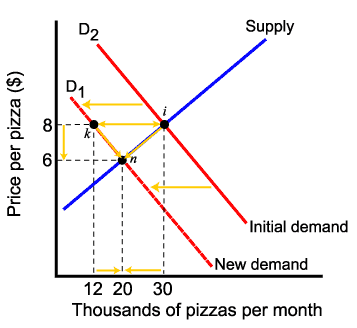 D2
Supply
D1
Price per pizza ($)
8
i
k
6
n
Initial demand
New demand
12 20 30
Thousands of pizzas per month